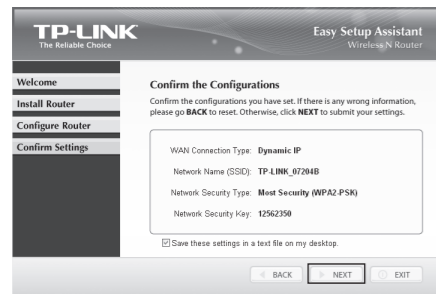 TP-LINK
The Reliable Choice
Easy Setup Assistant
Wireless N Router
Welcome
Install Router
Configure Router
Confirm Settings
Confirm the Configurations
Confirm the configurations you have set. If there is any wrong information,
please go BACK to reset. Otherwise, click NEXT to submit your settings.
WAN Connection Type: Dynamic IP
Network Name (SSID): TP-LINK_07204B
Network Security Type: Most Security (WPA2-PSK)
Network Security Key: 12562350
Save these settings in a text file on my desktop.
BACK
NEXT
EXIT